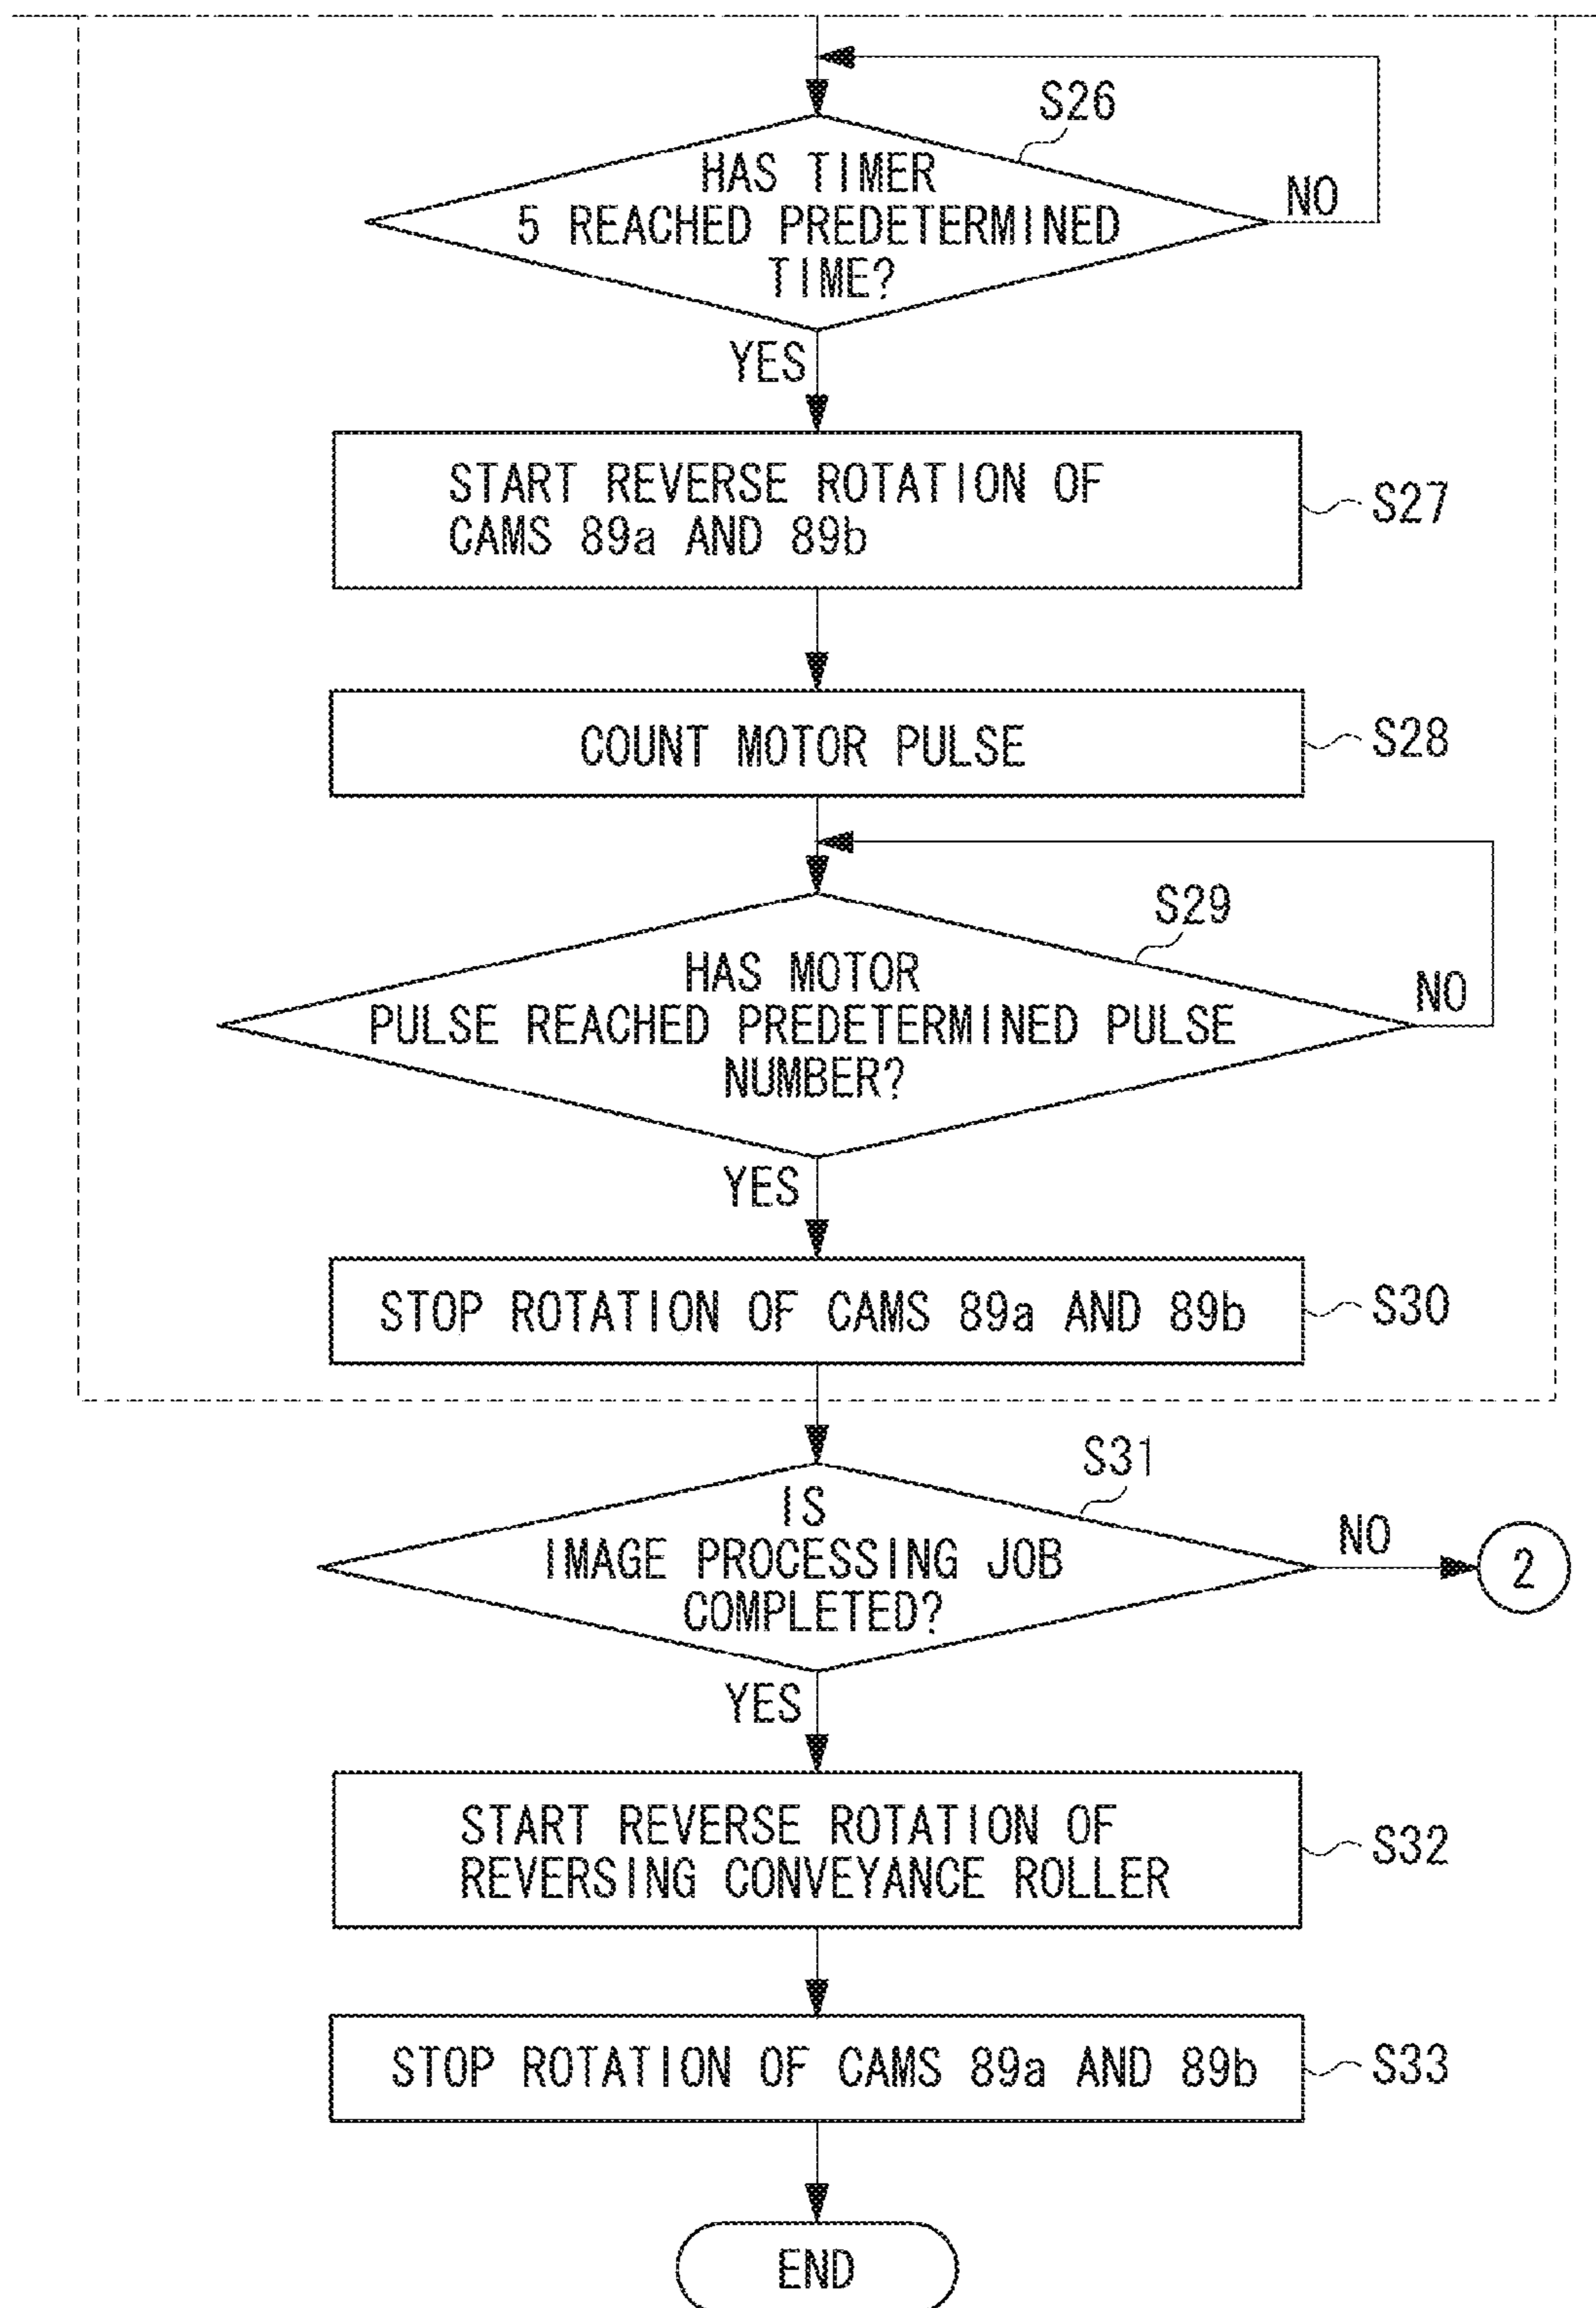 S26
HAS TIMER
5 REACHED PREDETERMINED
TIME?
NO
YES
START REVERSE ROTATION OF
CAMS 89a AND 89b
S27
COUNT MOTOR PULSE
S28
S29
HAS MOTOR
PULSE REACHED PREDETERMINED PULSE
NUMBER?
NO
YES
STOP ROTATION OF CAMS 89a AND 89b
S30
S31
IS
IMAGE PROCESSING JOB
COMPLETED?
NO
2
YES
START REVERSE ROTATION OF
REVERSING CONVEYANCE ROLLER
S32
STOP ROTATION OF CAMS 89a AND 89b
S33
END